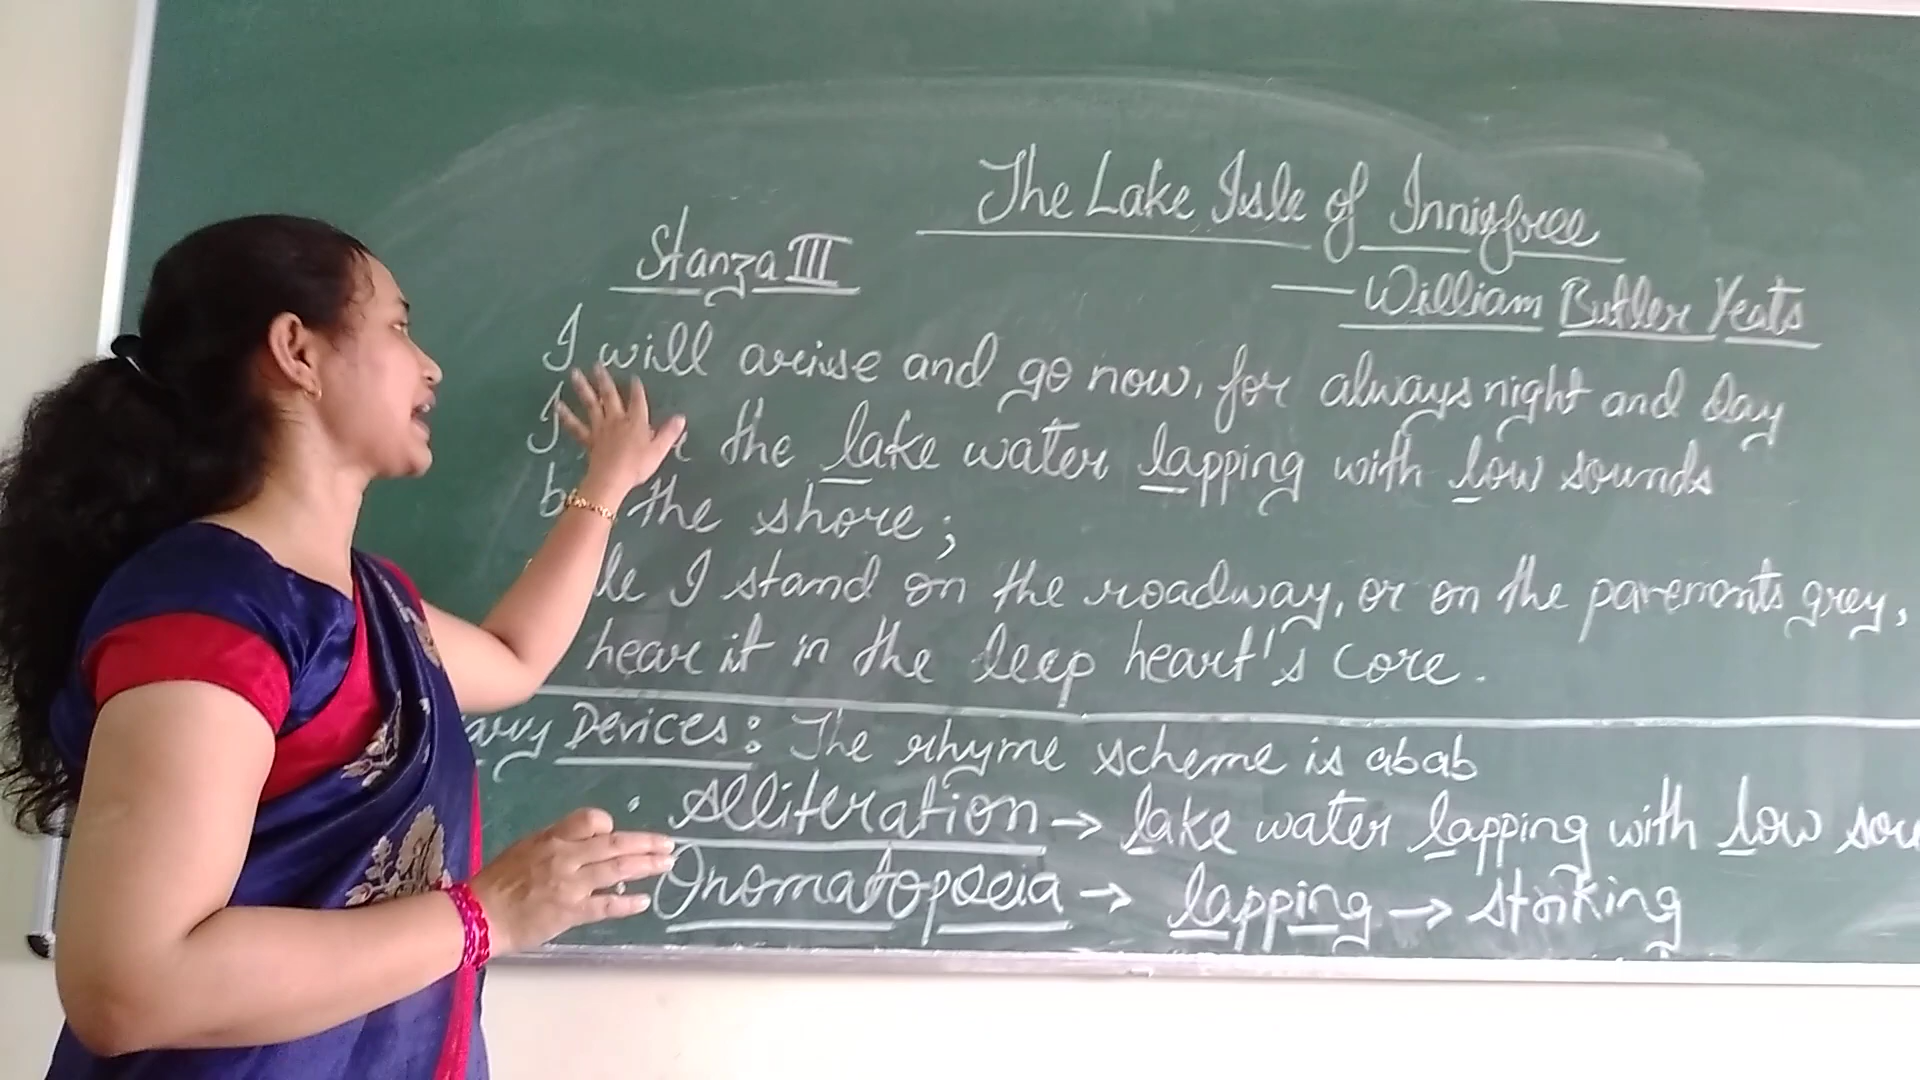 The Lake Isle of Innisfree
Stanza III
— William Butler Yeats
I will arise and go now, for always night and day
I the lake water lapping with low sounds
the shore;
I stand on the roadway, or on the pavements grey,
hear it in the deep heart's core.
Devices: The rhyme scheme is abab
• Alliteration → lake water lapping with low sou
• Onomatopoeia → lapping → striking